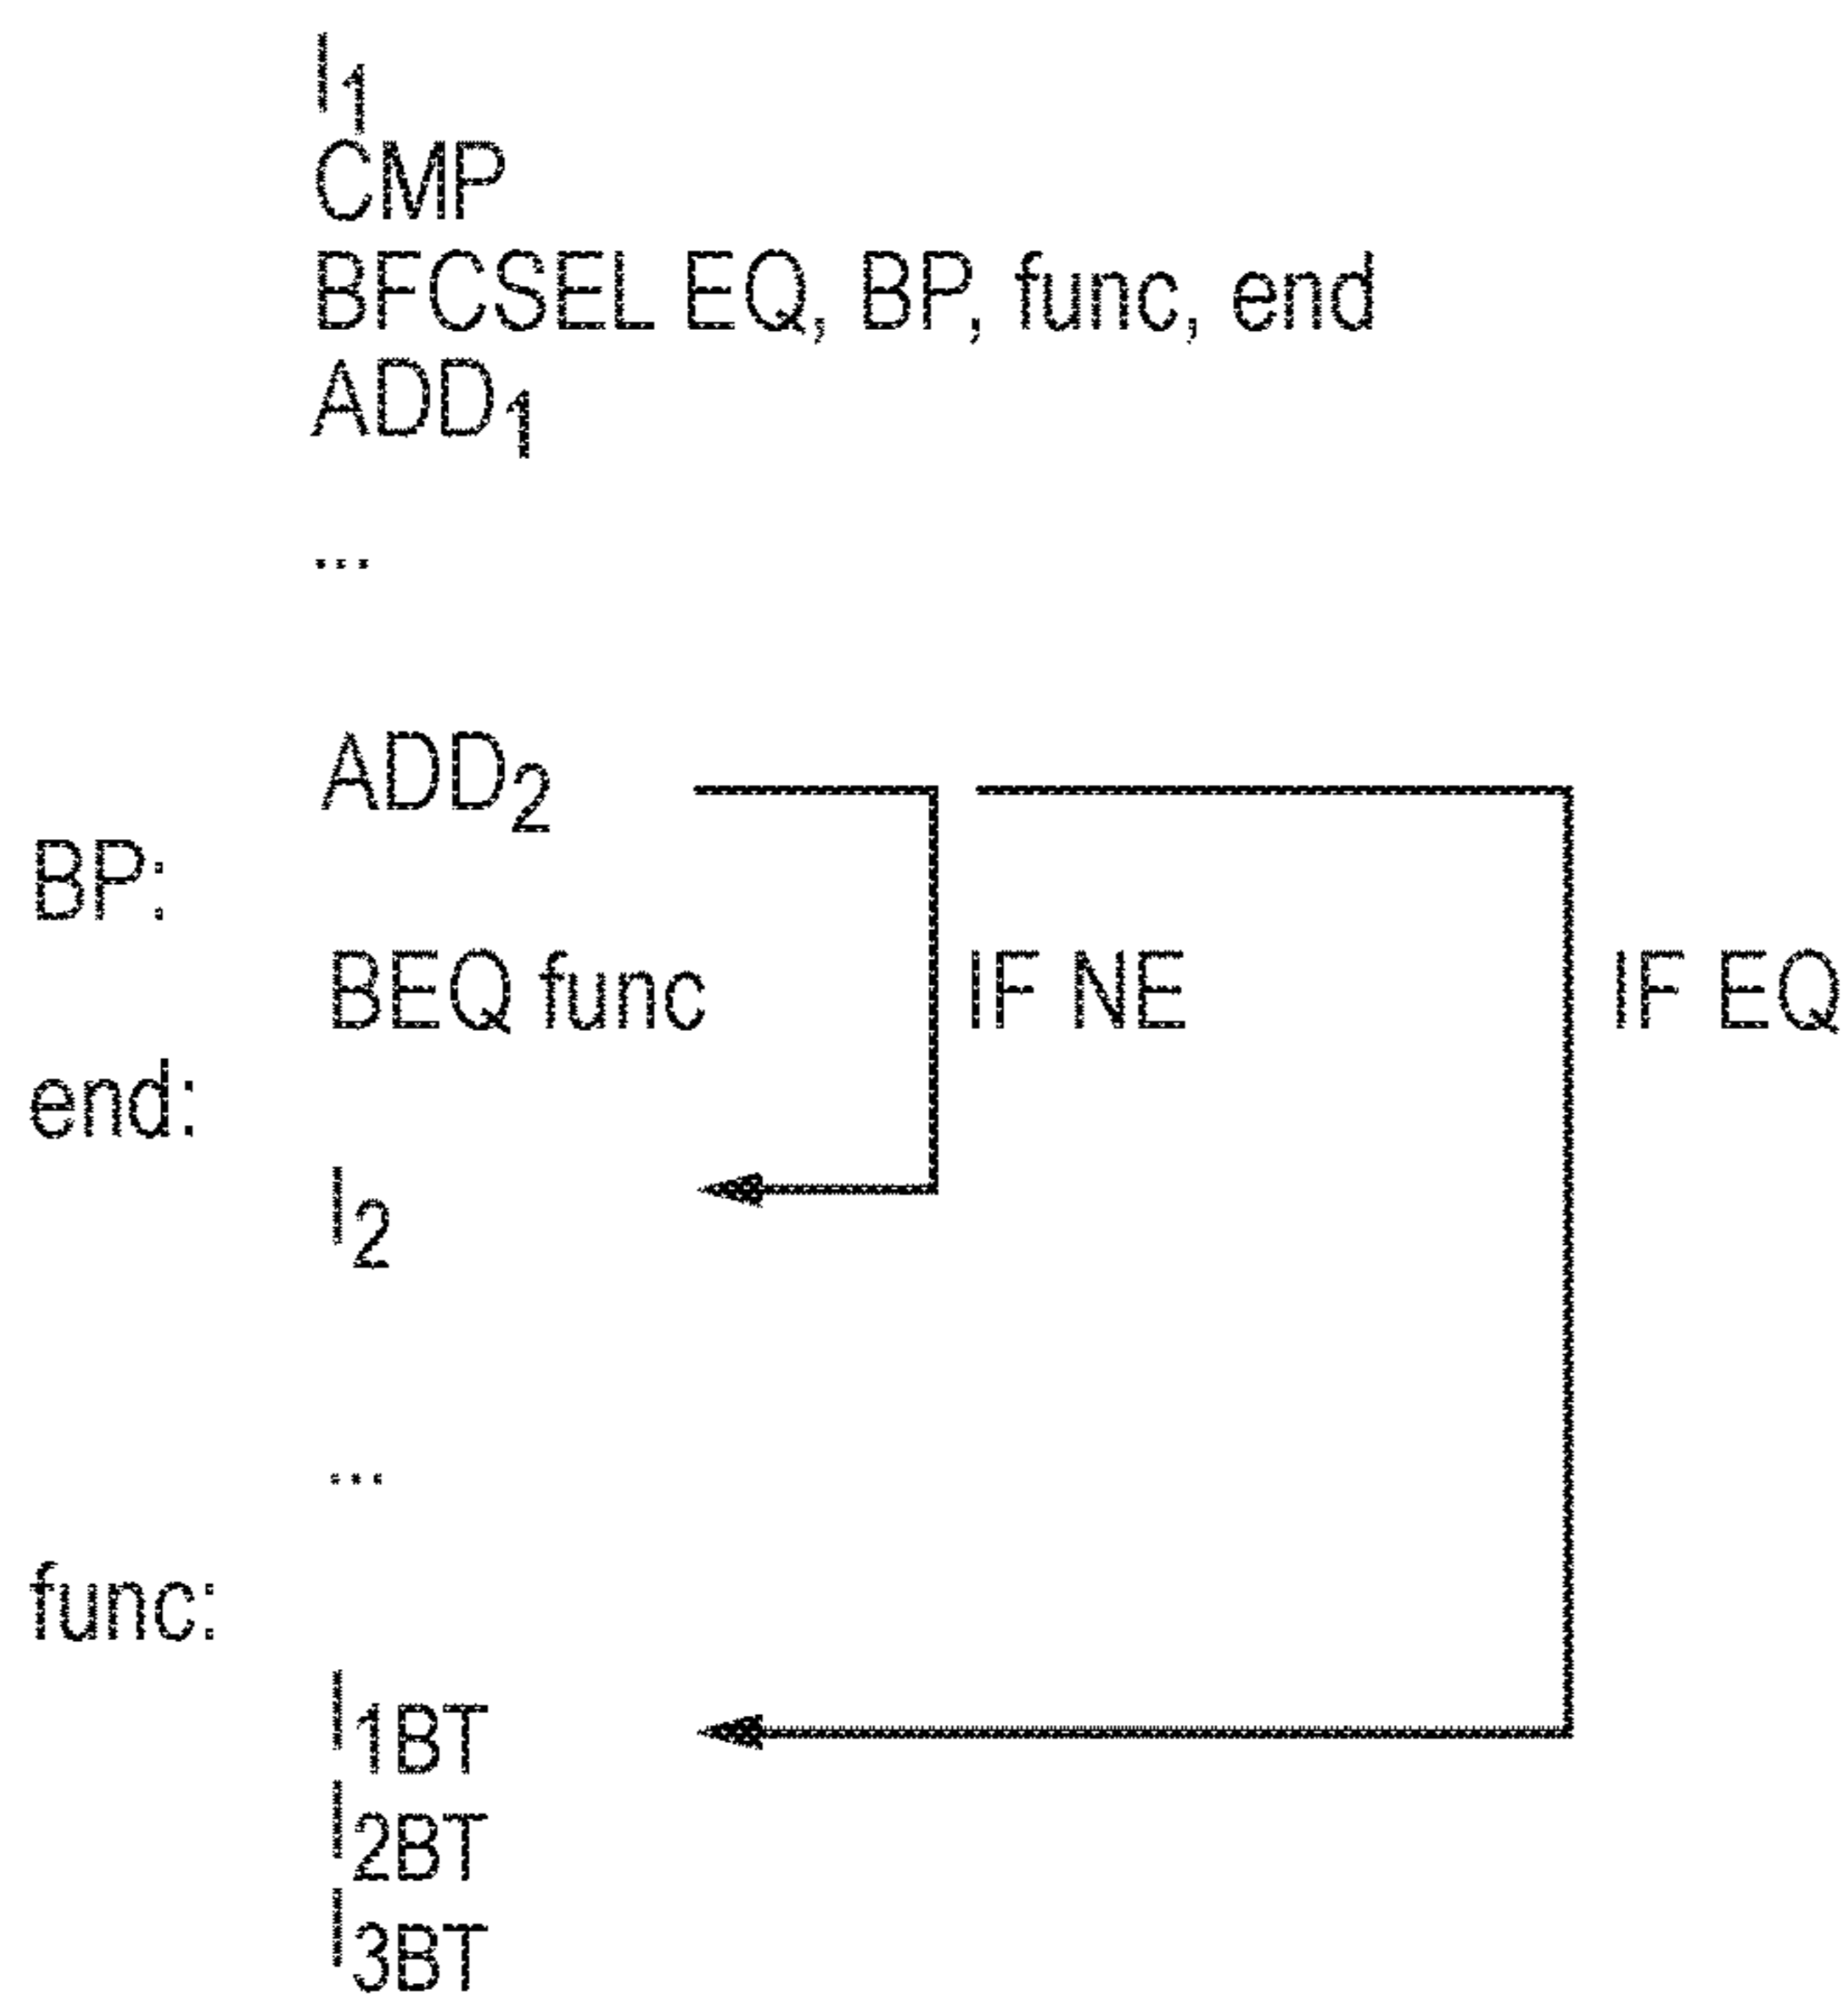 I1
CMP
BFCSEL EQ, BP, func, end
ADD1
...
ADD2
BP:
BEQ func IF NE IF EQ
end:
I2
...
func:
I1BT
I2BT
I3BT